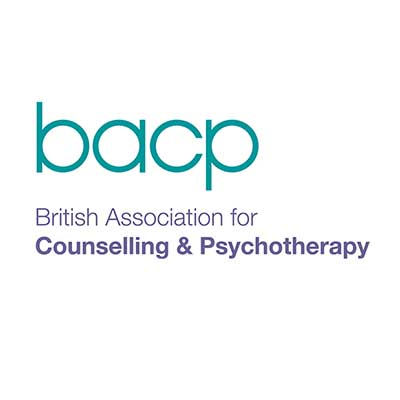 bacp
British Association for
Counselling & Psychotherapy